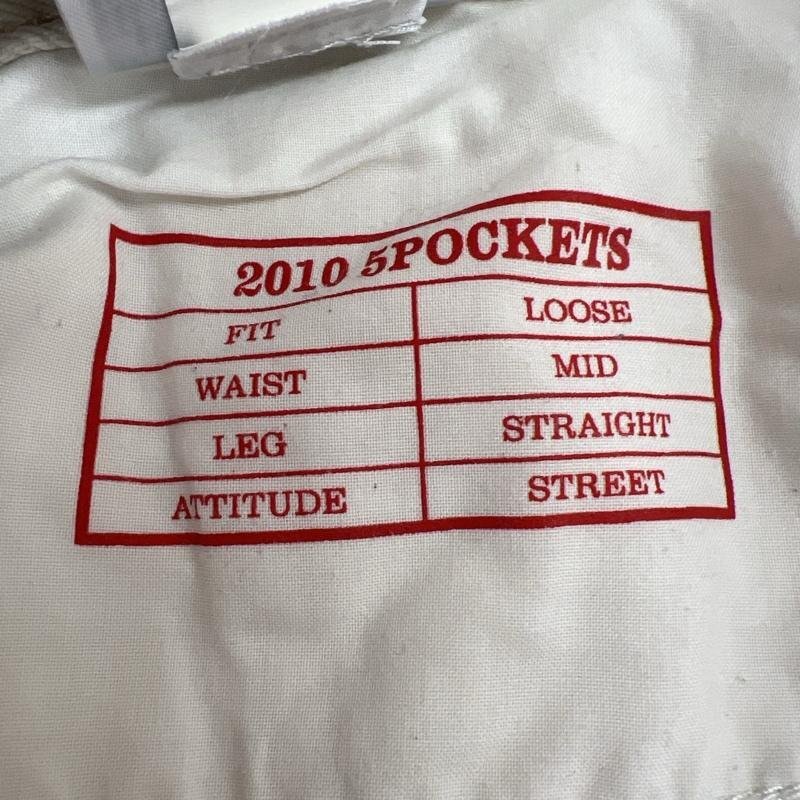 2010 5POCKETS
FIT LOOSE
WAIST MID
LEG STRAIGHT
ATTITUDE STREET